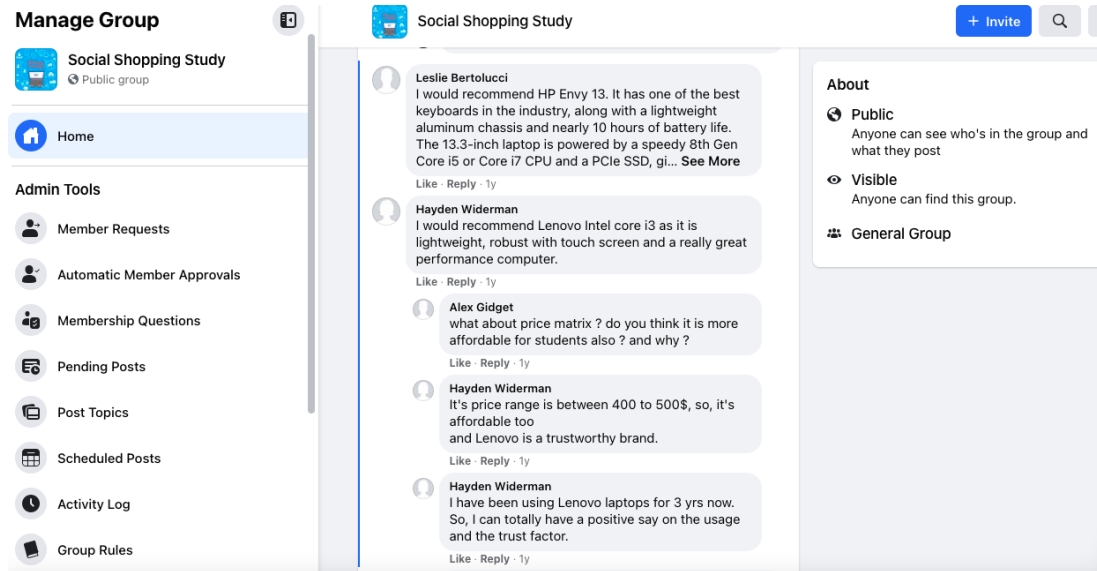 Manage Group
Social Shopping Study
Public group
Home
Admin Tools
Member Requests
Automatic Member Approvals
Membership Questions
Pending Posts
Post Topics
Scheduled Posts
Activity Log
Group Rules
Social Shopping Study
+ Invite
Leslie Bertolucci
I would recommend HP Envy 13. It has one of the best
keyboards in the industry, along with a lightweight
aluminum chassis and nearly 10 hours of battery life.
The 13.3-inch laptop is powered by a speedy 8th Gen
Core i5 or Core i7 CPU and a PCIe SSD, gi... See More
Like · Reply · 1y
Hayden Widerman
I would recommend Lenovo Intel core i3 as it is
lightweight, robust with touch screen and a really great
performance computer.
Like · Reply · 1y
Alex Gidget
what about price matrix ? do you think it is more
affordable for students also ? and why ?
Like · Reply · 1y
Hayden Widerman
It's price range is between 400 to 500$, so, it's
affordable too
and Lenovo is a trustworthy brand.
Like · Reply · 1y
Hayden Widerman
I have been using Lenovo laptops for 3 yrs now.
So, I can totally have a positive say on the usage
and the trust factor.
Like · Reply · 1y
About
Public
Anyone can see who's in the group and
what they post
Visible
Anyone can find this group.
General Group